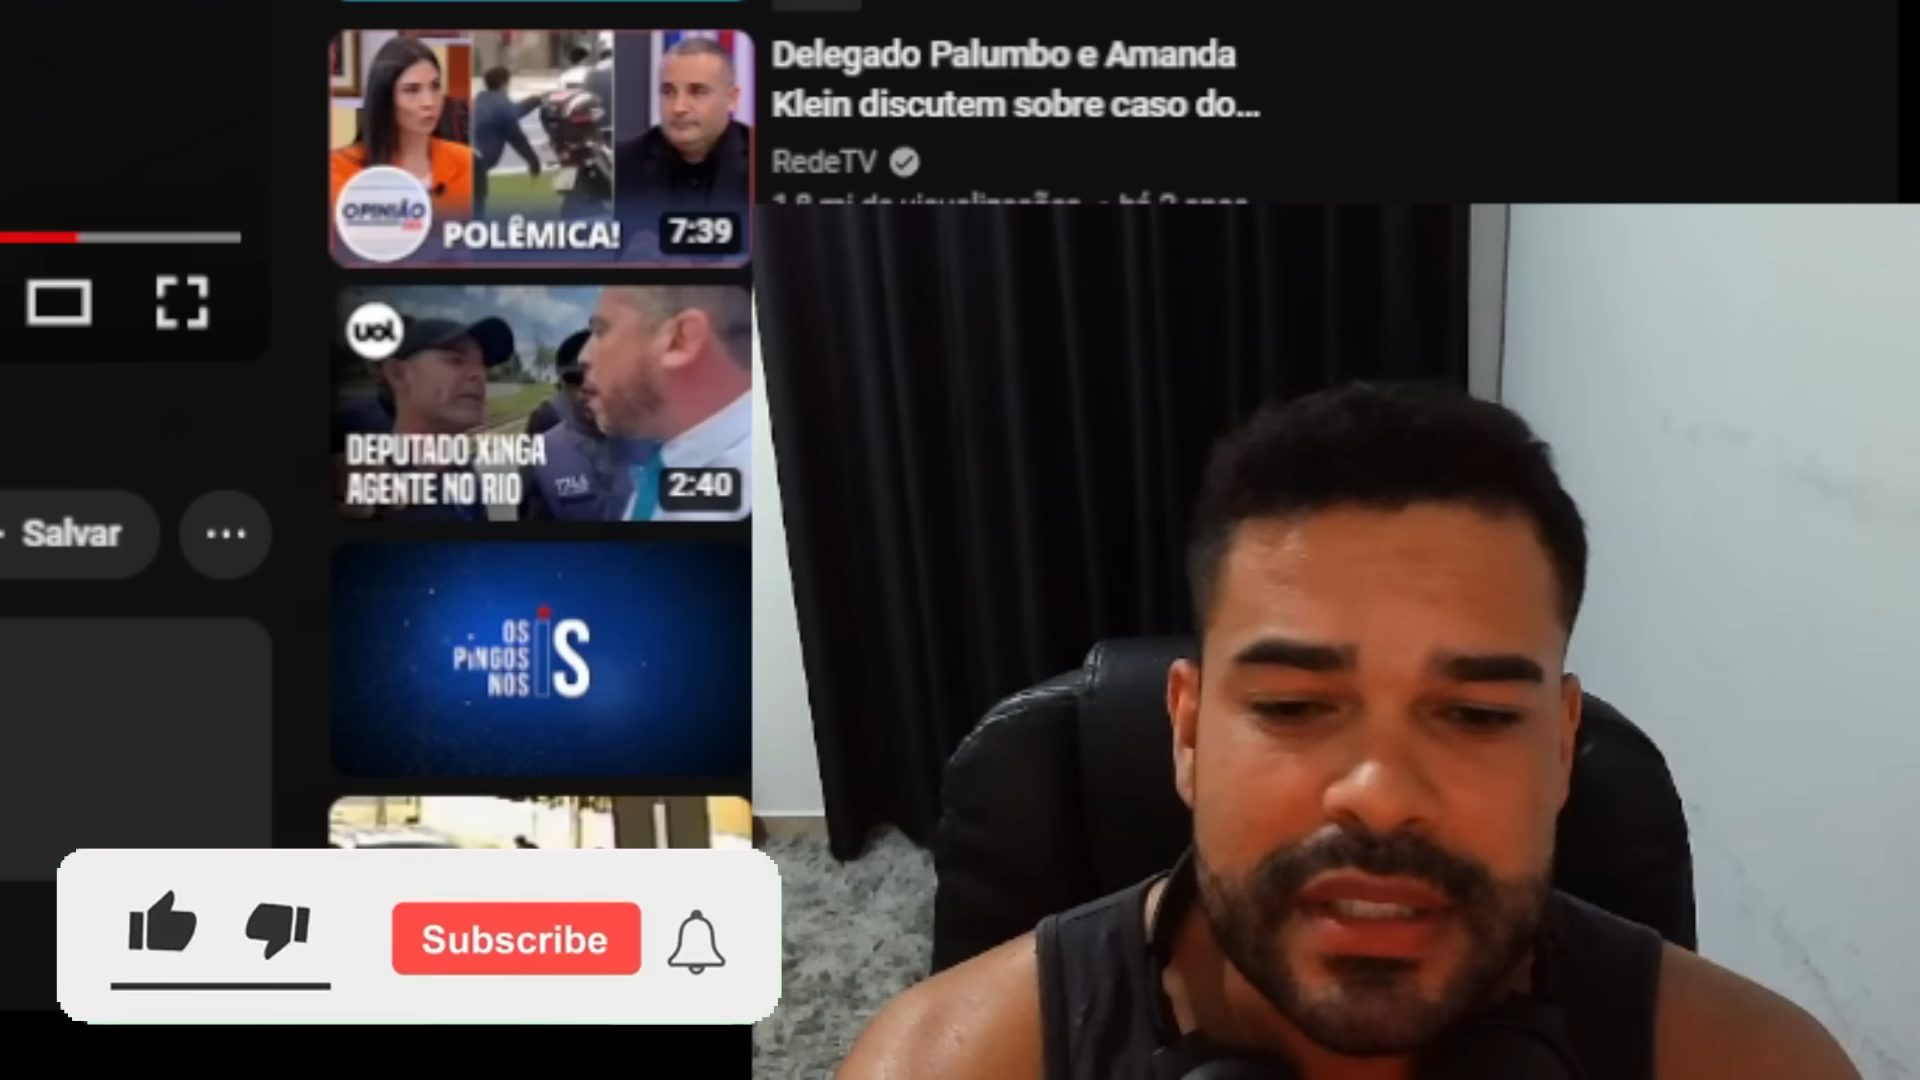 Delegado Palumbo e Amanda
Klein discutem sobre caso do...
RedeTV
OPINIÃO
POLÊMICA!
7:39
uol
DEPUTADO XINGA
AGENTE NO RIO
1746
2:40
OS
PINGOS
NOS
iS
Salvar
Subscribe